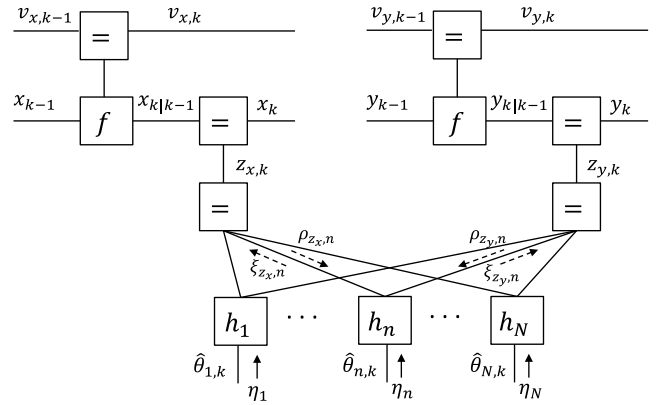 v_{x,k-1} v_{x,k} v_{y,k-1} v_{y,k}
= =
x_{k-1} x_{k|k-1} x_k y_{k-1} y_{k|k-1} y_k
f = f =
z_{x,k} z_{y,k}
= =
ρ_{z_x,n} ρ_{z_y,n}
ξ_{z_x,n} ξ_{z_y,n}
h_1 ··· h_n ··· h_N
θ̂_{1,k} θ̂_{n,k} θ̂_{N,k}
η_1 η_n η_N